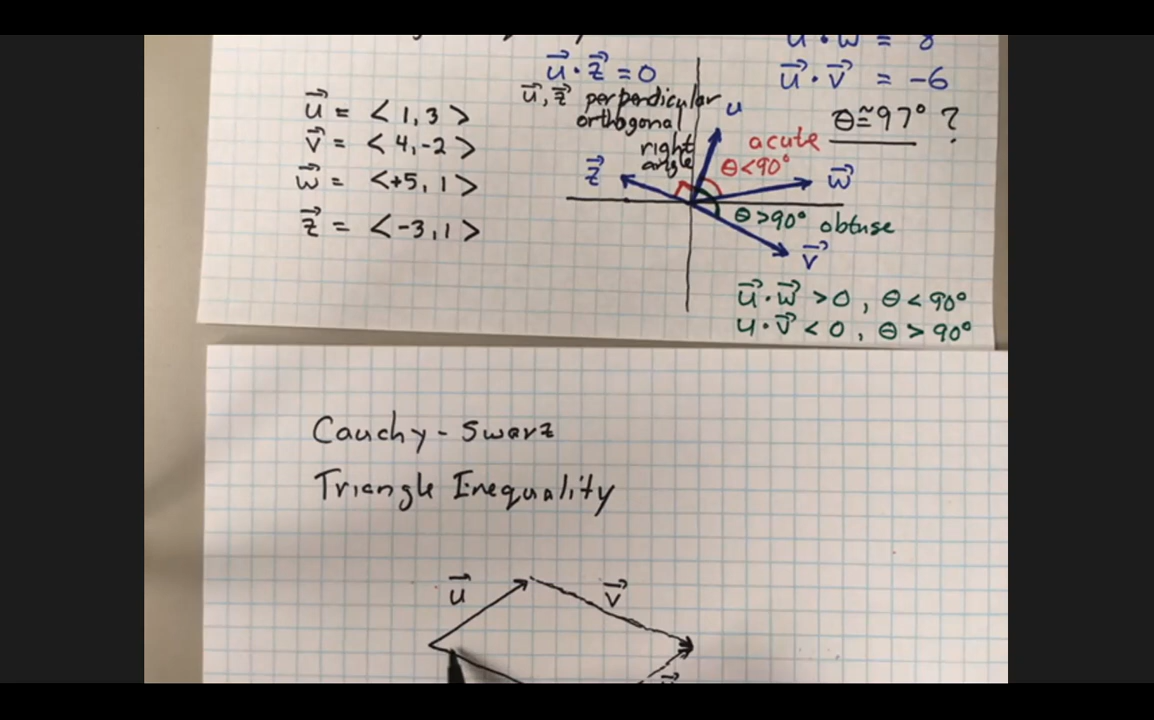 u⃗ · w⃗ = 8
u⃗ · z⃗ = 0
u⃗ · v⃗ = -6
u⃗, z⃗ perpendicular
orthogonal
right
angle
u⃗ = < 1, 3 >
v⃗ = < 4, -2 >
w⃗ = < +5, 1 >
z⃗ = < -3, 1 >
u
θ ≅ 97° ?
acute
θ < 90°
z⃗
w⃗
θ > 90° obtuse
v⃗
u⃗ · w⃗ > 0, θ < 90°
u · v⃗ < 0, θ > 90°
Cauchy - Swarz
Triangle Inequality
u⃗
v⃗